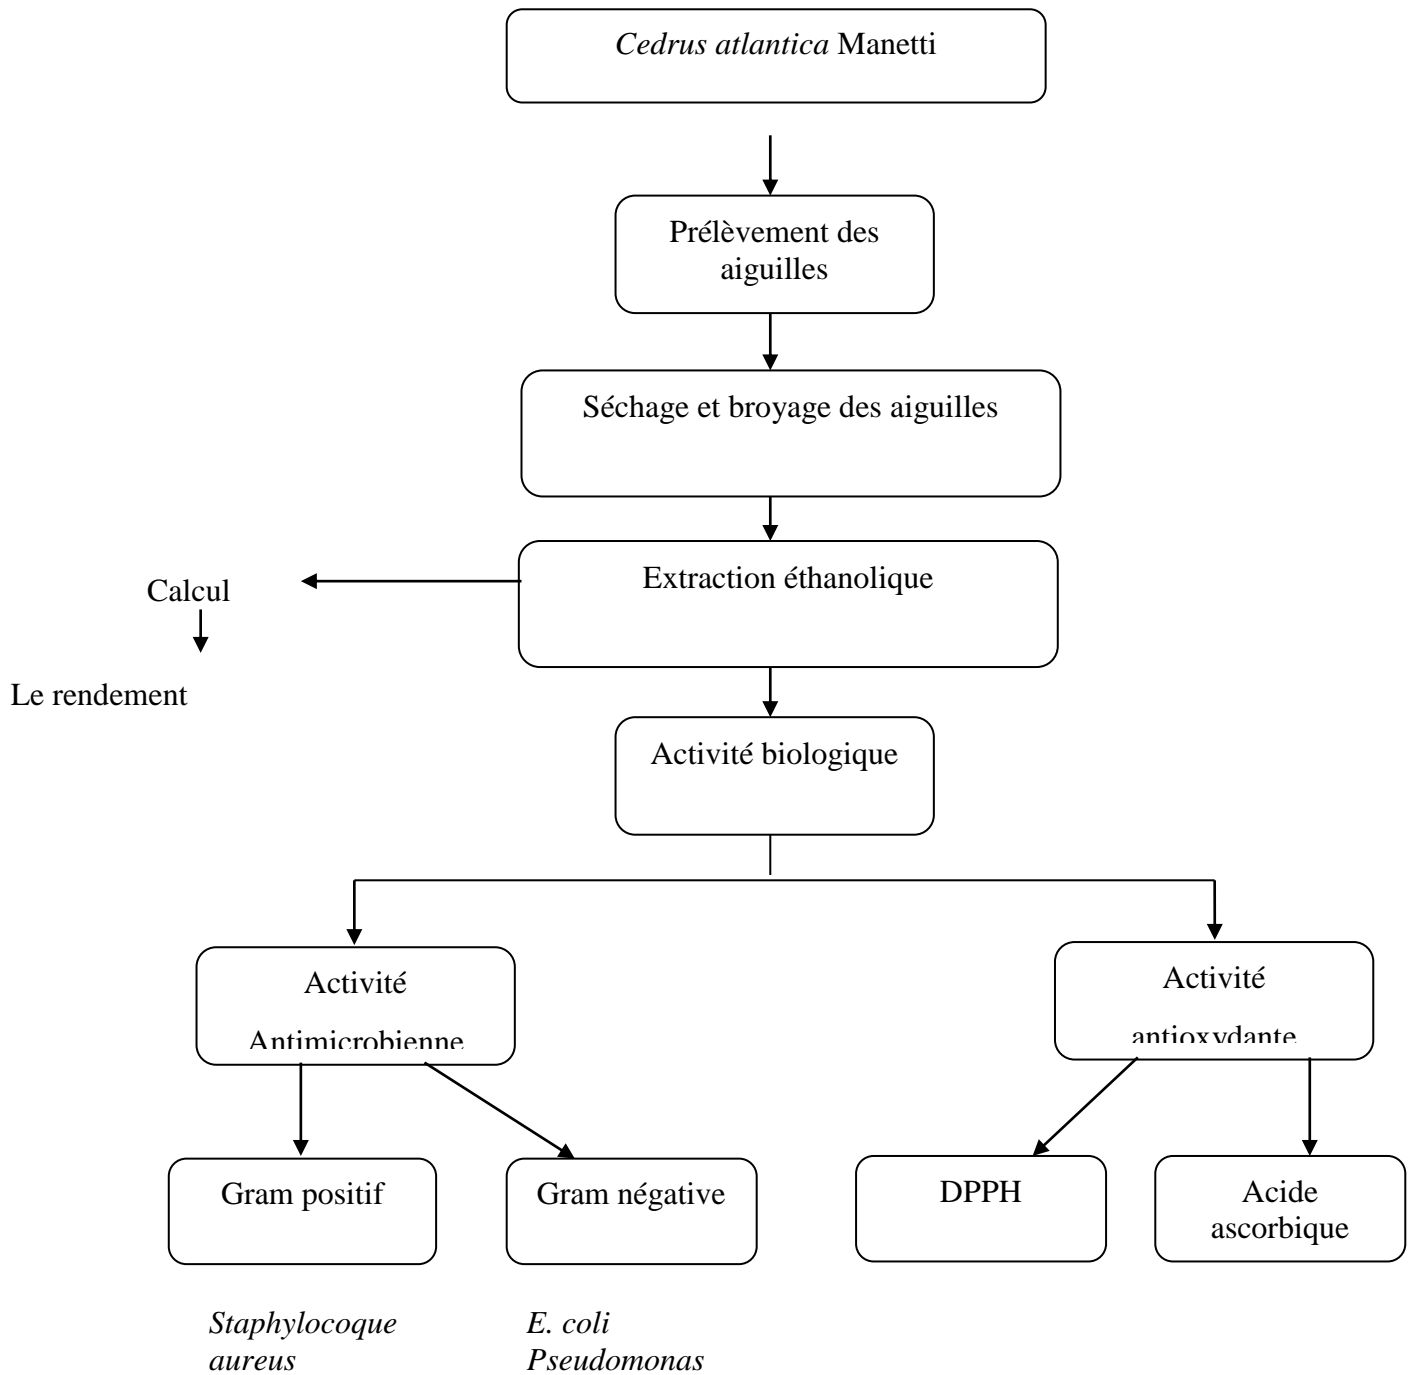 Cedrus atlantica Manetti
Prélèvement des
aiguilles
Séchage et broyage des aiguilles
Extraction éthanolique
Calcul
Le rendement
Activité biologique
Activité
Antimicrobienne
Activité
antioxydante
Gram positif
Gram négative
DPPH
Acide
ascorbique
Staphylocoque
aureus
E. coli
Pseudomonas